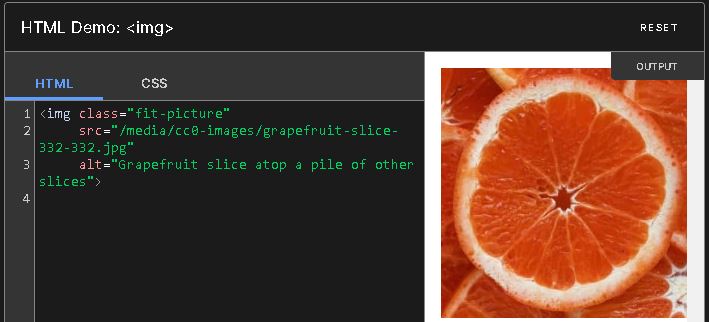 HTML Demo: <img>
RESET
OUTPUT
HTML
CSS
1 <img class="fit-picture"
2 src="/media/cc0-images/grapefruit-slice-
332-332.jpg"
3 alt="Grapefruit slice atop a pile of other
slices">
4